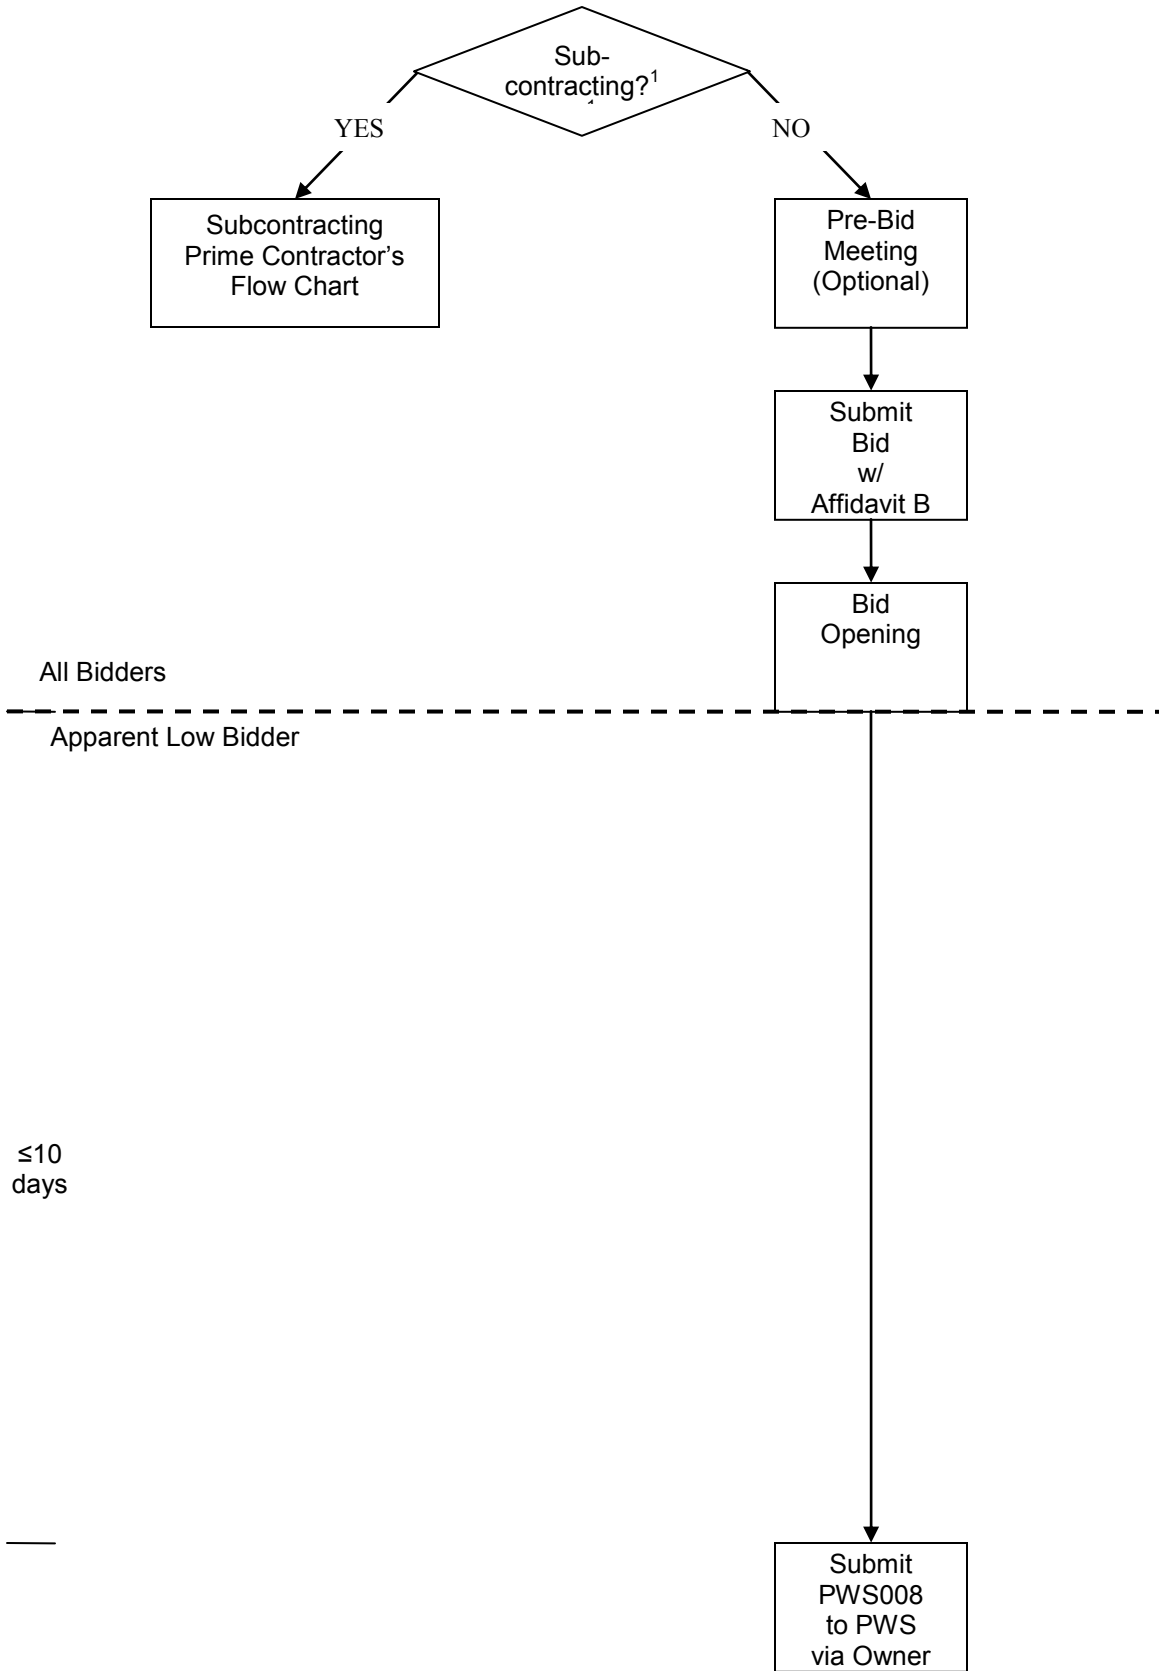 Sub-
contracting?¹
YES
NO
Subcontracting
Prime Contractor’s
Flow Chart
Pre-Bid
Meeting
(Optional)
Submit
Bid
w/
Affidavit B
Bid
Opening
All Bidders
Apparent Low Bidder
≤10
days
Submit
PWS008
to PWS
via Owner